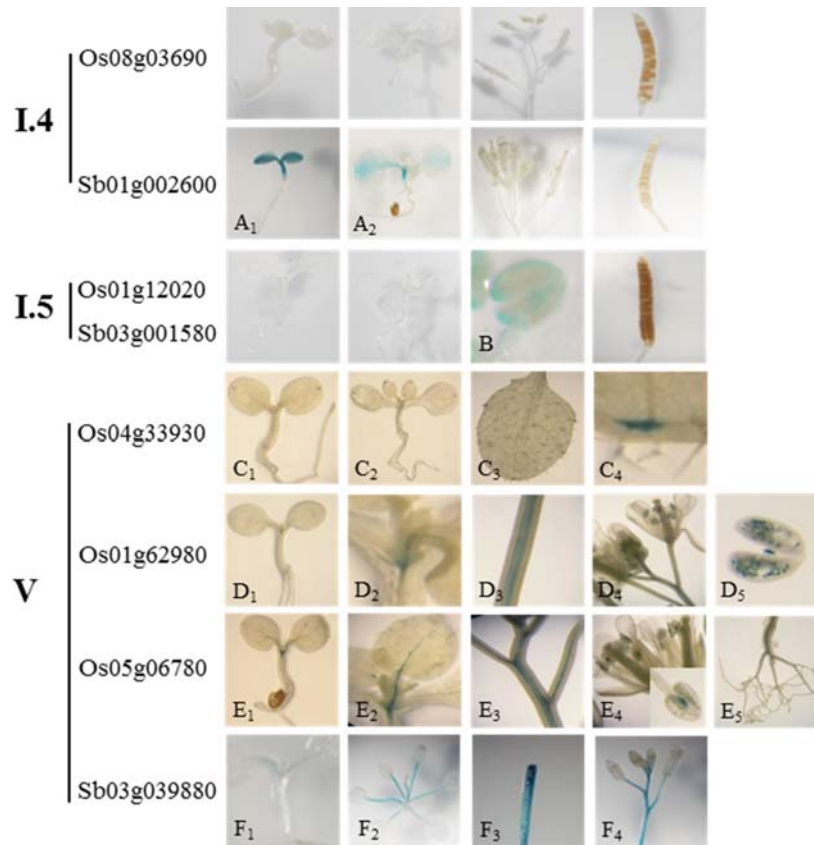 I.4
Os08g03690
Sb01g002600
A1 A2
I.5
Os01g12020
Sb03g001580
B
V
Os04g33930
C1 C2 C3 C4
Os01g62980
D1 D2 D3 D4 D5
Os05g06780
E1 E2 E3 E4 E5
Sb03g039880
F1 F2 F3 F4